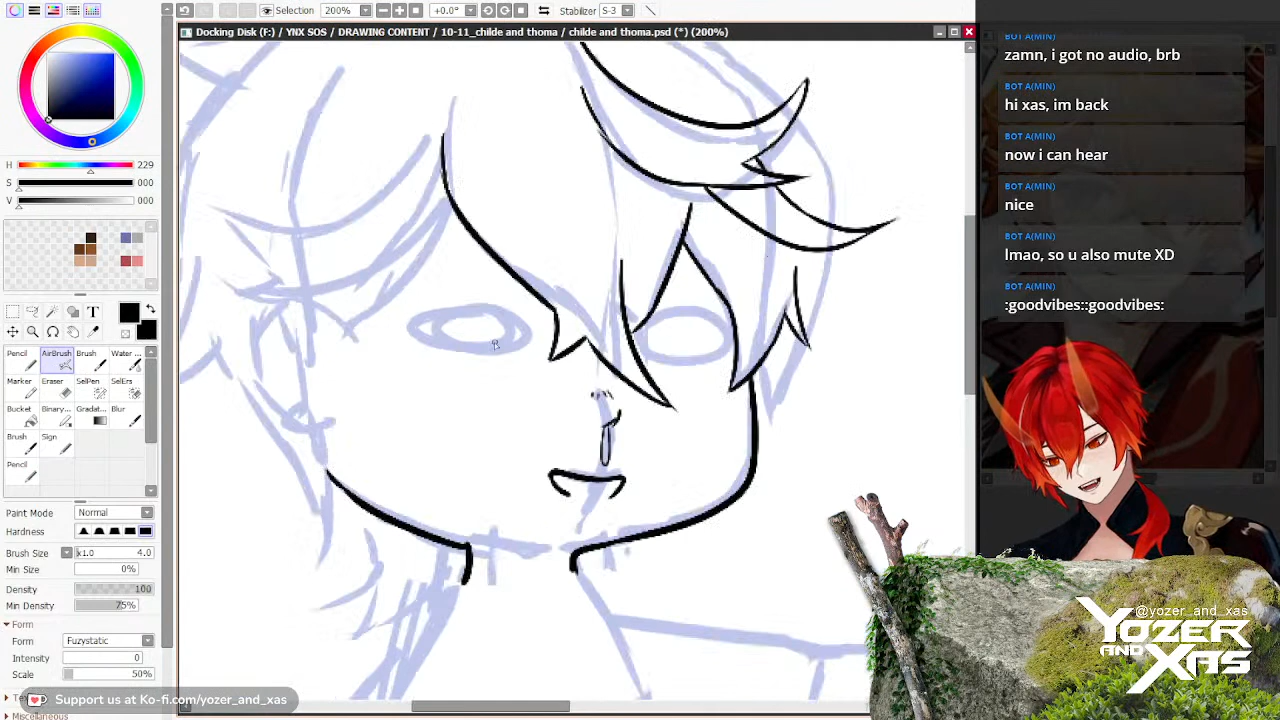 Selection 200% +0.0° Stabilizer S-3
Docking Disk (F:) / YNX SOS / DRAWING CONTENT / 10-11_childe and thoma / childe and thoma.psd (*) (200%)
H 229
S 000
V 000
T
Pencil AirBrush Brush Water ...
Marker Eraser SelPen SelErs
Bucket Binary... Gradat... Blur
Brush Sign
Pencil
Paint Mode Normal
Hardness
Brush Size x1.0 4.0
Min Size 0%
Density 100
Min Density 75%
Form
Form Fuzystatic
Intensity 0
Scale 50%
Miscellaneous
Support us at Ko-fi.com/yozer_and_xas
BOT A(MIN)
zamn, i got no audio, brb
BOT A(MIN)
hi xas, im back
BOT A(MIN)
now i can hear
BOT A(MIN)
nice
BOT A(MIN)
lmao, so u also mute XD
BOT A(MIN)
:goodvibes::goodvibes:
@yozer_and_xas
YOZER
AND
XAS